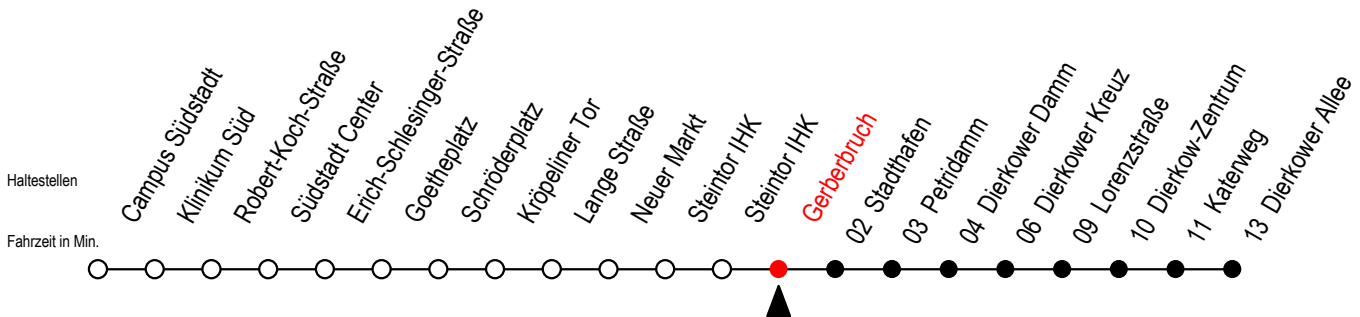 Haltestellen
Campus Südstadt
Klinikum Süd
Robert-Koch-Straße
Südstadt Center
Erich-Schlesinger-Straße
Goetheplatz
Schröderplatz
Kröpeliner Tor
Lange Straße
Neuer Markt
Steintor IHK
Steintor IHK
Gerberbruch
02 Stadthafen
03 Petridamm
04 Dierkower Damm
06 Dierkower Kreuz
09 Lorenzstraße
10 Dierkow-Zentrum
11 Katerweg
13 Dierkower Allee
Fahrzeit in Min.